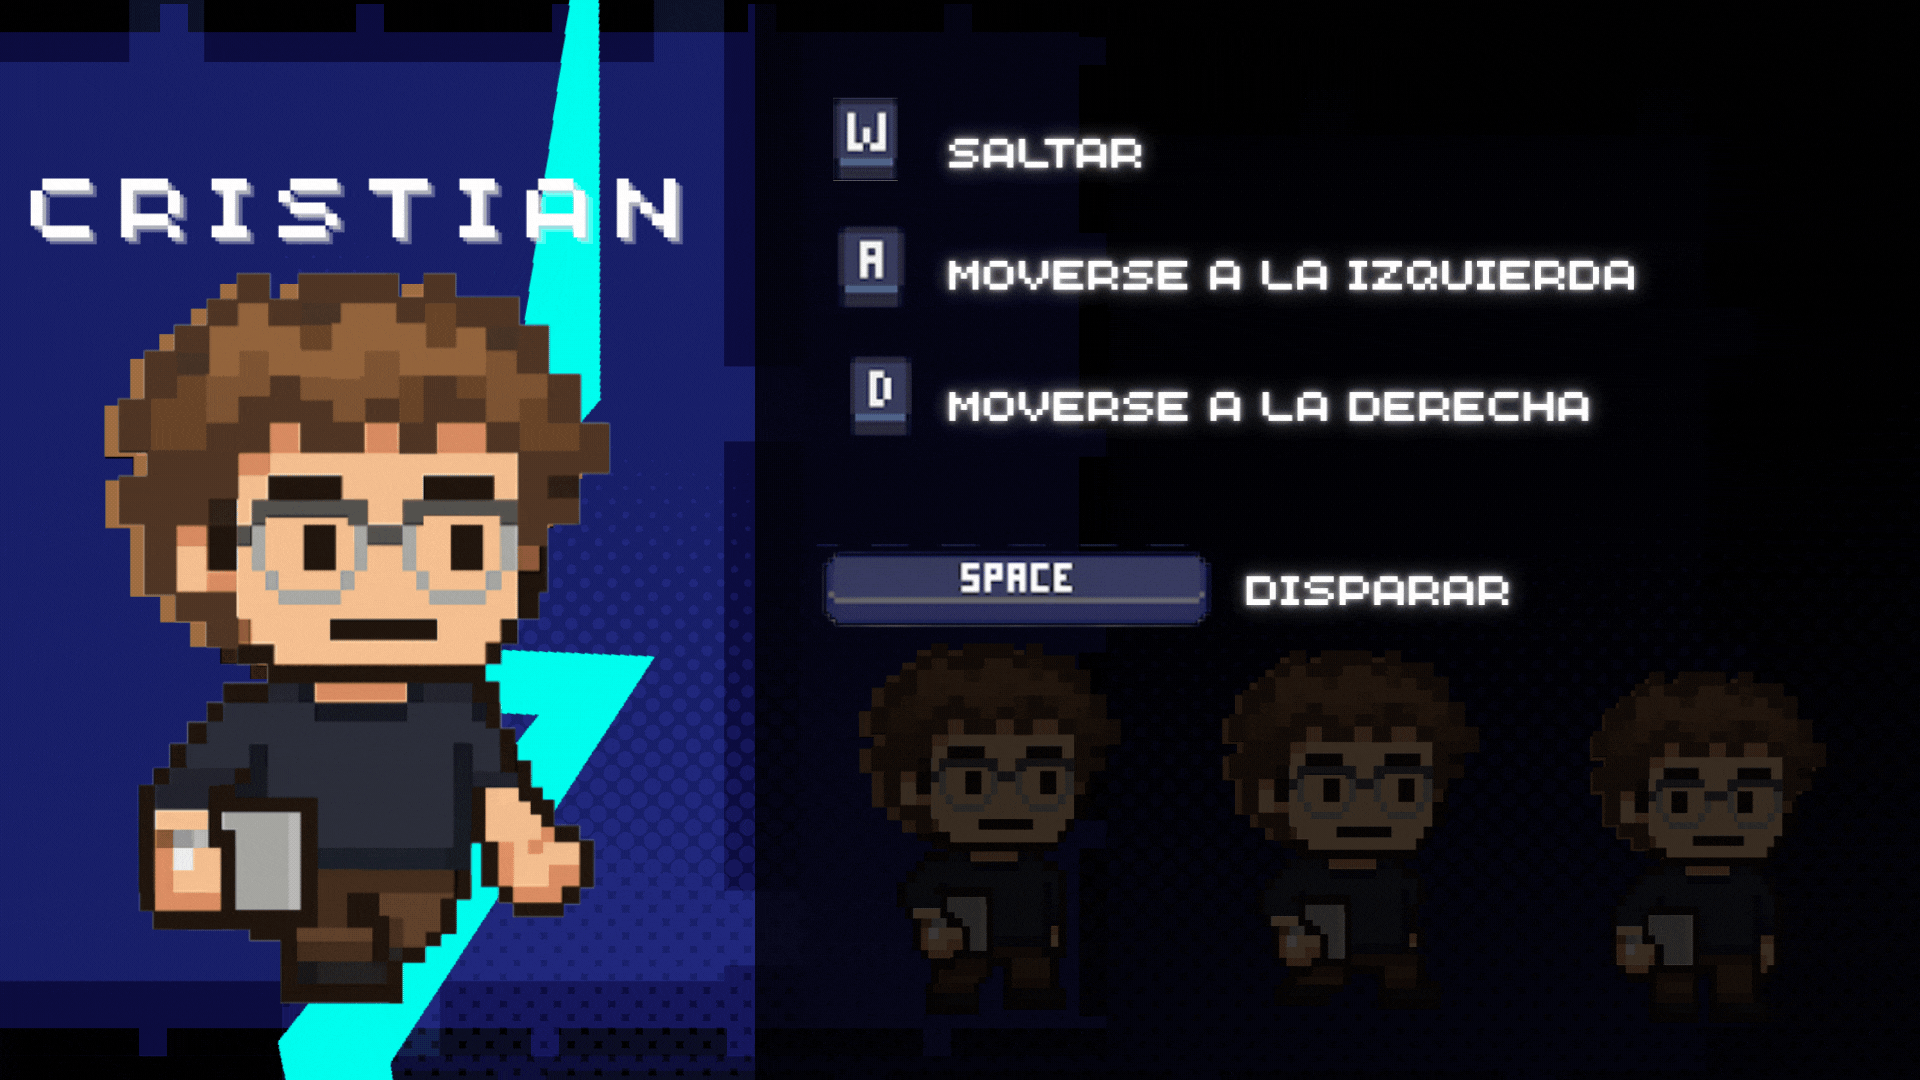 CRISTIAN
W SALTAR
A MOVERSE A LA IZQUIERDA
D MOVERSE A LA DERECHA
SPACE DISPARAR